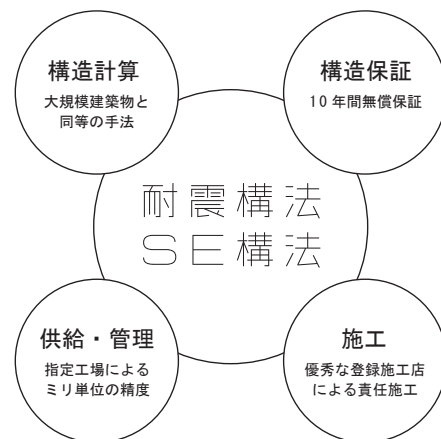 構造計算
大規模建築物と
同等の手法
構造保証
10年間無償保証
耐震構法
SE構法
供給・管理
指定工場による
ミリ単位の精度
施工
優秀な登録施工店
による責任施工